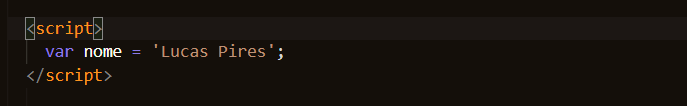 <script>
var nome = 'Lucas Pires';
</script>